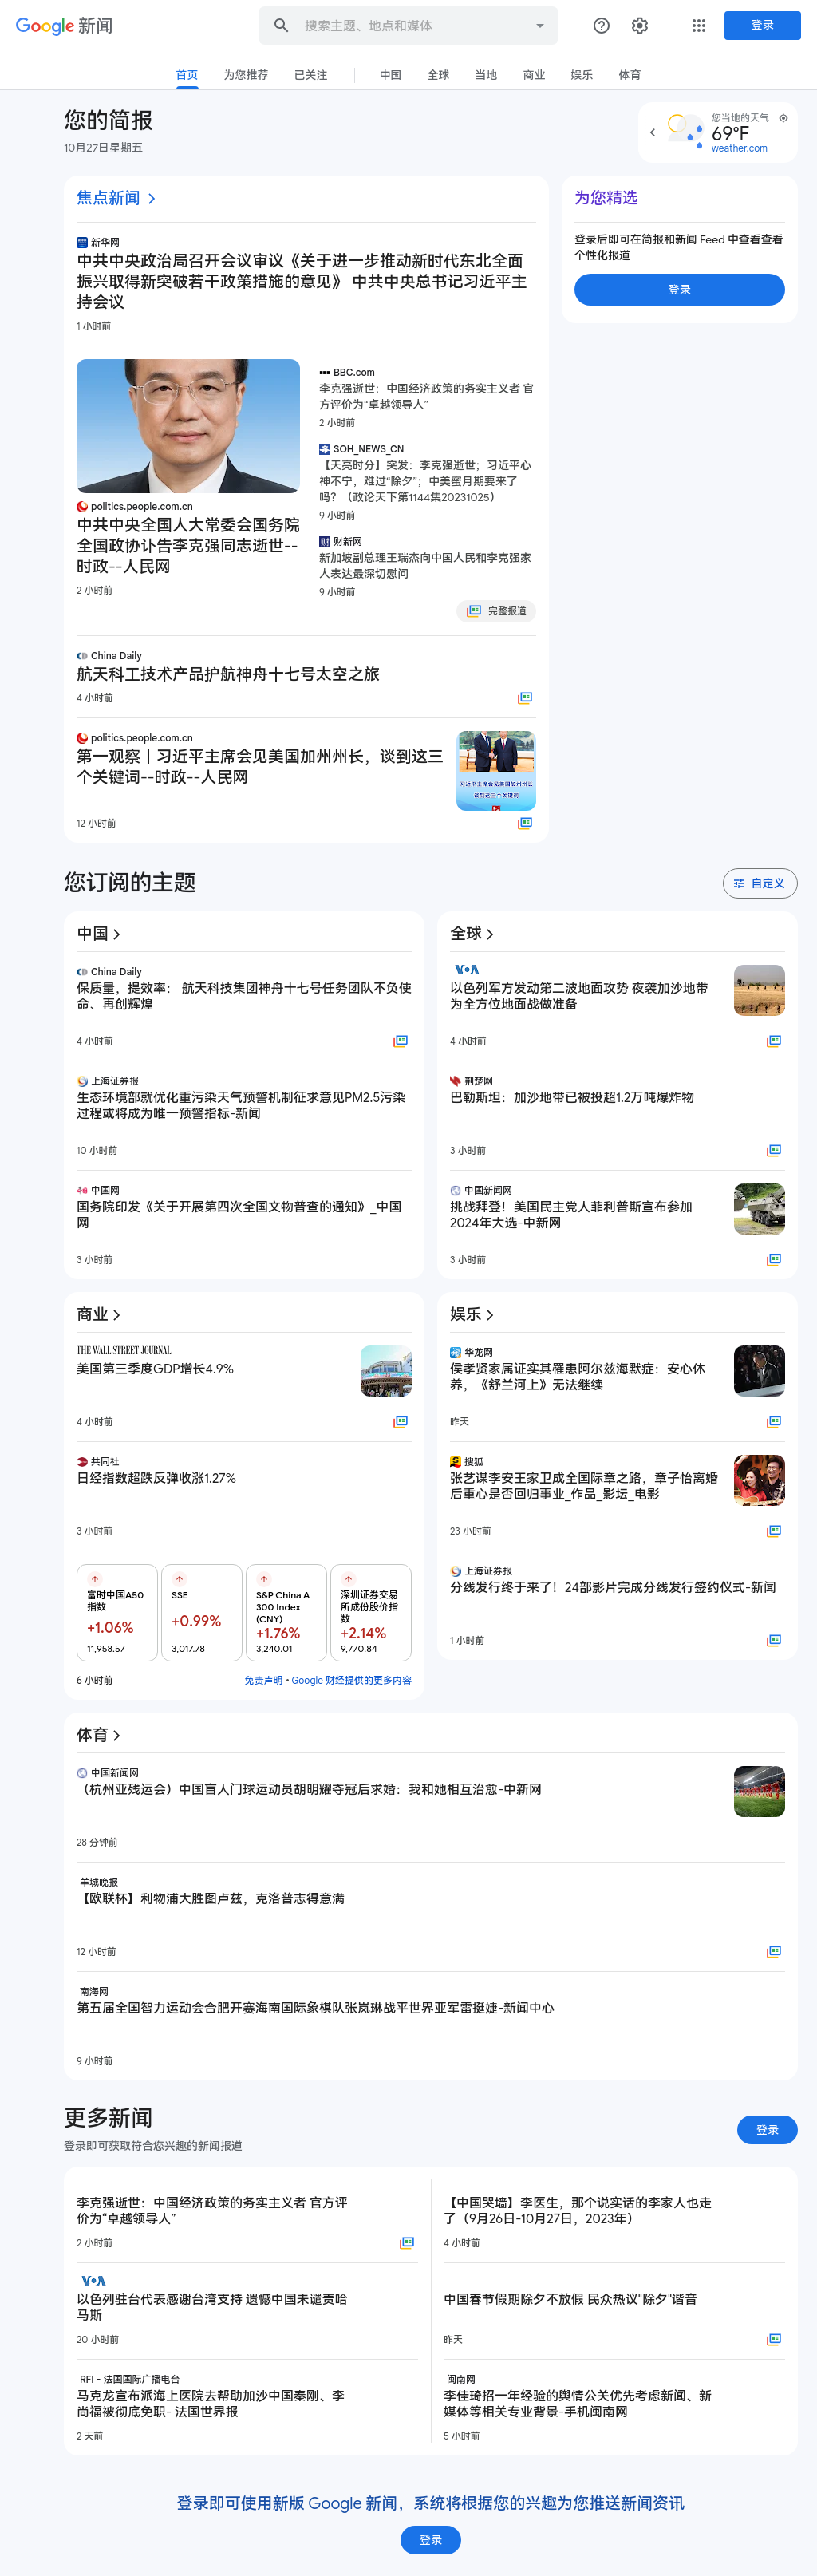 Google 新闻
搜索主题、地点和媒体
登录
首页 为您推荐 已关注 中国 全球 当地 商业 娱乐 体育
您的简报
10月27日星期五
您当地的天气
69°F
weather.com
焦点新闻
新华网
中共中央政治局召开会议审议《关于进一步推动新时代东北全面
振兴取得新突破若干政策措施的意见》 中共中央总书记习近平主
持会议
1 小时前
为您精选
登录后即可在简报和新闻 Feed 中查看查看
个性化报道
登录
politics.people.com.cn
中共中央全国人大常委会国务院
全国政协讣告李克强同志逝世--
时政--人民网
2 小时前
BBC.com
李克强逝世：中国经济政策的务实主义者 官
方评价为“卓越领导人”
2 小时前
SOH_NEWS_CN
【天亮时分】突发：李克强逝世；习近平心
神不宁，难过“除夕”；中美蜜月期要来了
吗？（政论天下第1144集20231025）
9 小时前
财新网
新加坡副总理王瑞杰向中国人民和李克强家
人表达最深切慰问
9 小时前
完整报道
China Daily
航天科工技术产品护航神舟十七号太空之旅
4 小时前
politics.people.com.cn
第一观察丨习近平主席会见美国加州州长，谈到这三
个关键词--时政--人民网
习近平主席会见美国加州州长
谈到这三个关键词
12 小时前
您订阅的主题
自定义
中国
China Daily
保质量，提效率： 航天科技集团神舟十七号任务团队不负使
命、再创辉煌
4 小时前
上海证券报
生态环境部就优化重污染天气预警机制征求意见PM2.5污染
过程或将成为唯一预警指标-新闻
10 小时前
中国网
国务院印发《关于开展第四次全国文物普查的通知》_中国
网
3 小时前
全球
VOA
以色列军方发动第二波地面攻势 夜袭加沙地带
为全方位地面战做准备
4 小时前
荆楚网
巴勒斯坦：加沙地带已被投超1.2万吨爆炸物
3 小时前
中国新闻网
挑战拜登！美国民主党人菲利普斯宣布参加
2024年大选-中新网
3 小时前
商业
THE WALL STREET JOURNAL.
美国第三季度GDP增长4.9%
4 小时前
共同社
日经指数超跌反弹收涨1.27%
3 小时前
富时中国A50
指数
+1.06%
11,958.57
SSE
+0.99%
3,017.78
S&P China A
300 Index
(CNY)
+1.76%
3,240.01
深圳证券交易
所成份股价指
数
+2.14%
9,770.84
6 小时前
免责声明 • Google 财经提供的更多内容
娱乐
华龙网
侯孝贤家属证实其罹患阿尔兹海默症：安心休
养，《舒兰河上》无法继续
昨天
搜狐
张艺谋李安王家卫成全国际章之路，章子怡离婚
后重心是否回归事业_作品_影坛_电影
23 小时前
上海证券报
分线发行终于来了！24部影片完成分线发行签约仪式-新闻
1 小时前
体育
中国新闻网
（杭州亚残运会）中国盲人门球运动员胡明耀夺冠后求婚：我和她相互治愈-中新网
28 分钟前
羊城晚报
【欧联杯】利物浦大胜图卢兹，克洛普志得意满
12 小时前
南海网
第五届全国智力运动会合肥开赛海南国际象棋队张岚琳战平世界亚军雷挺婕-新闻中心
9 小时前
更多新闻
登录即可获取符合您兴趣的新闻报道
登录
李克强逝世：中国经济政策的务实主义者 官方评
价为“卓越领导人”
2 小时前
VOA
以色列驻台代表感谢台湾支持 遗憾中国未谴责哈
马斯
20 小时前
RFI - 法国国际广播电台
马克龙宣布派海上医院去帮助加沙中国秦刚、李
尚福被彻底免职- 法国世界报
2 天前
【中国哭墙】李医生，那个说实话的李家人也走
了（9月26日-10月27日，2023年）
4 小时前
中国春节假期除夕不放假 民众热议"除夕"谐音
昨天
闽南网
李佳琦招一年经验的舆情公关优先考虑新闻、新
媒体等相关专业背景-手机闽南网
5 小时前
登录即可使用新版 Google 新闻，系统将根据您的兴趣为您推送新闻资讯
登录